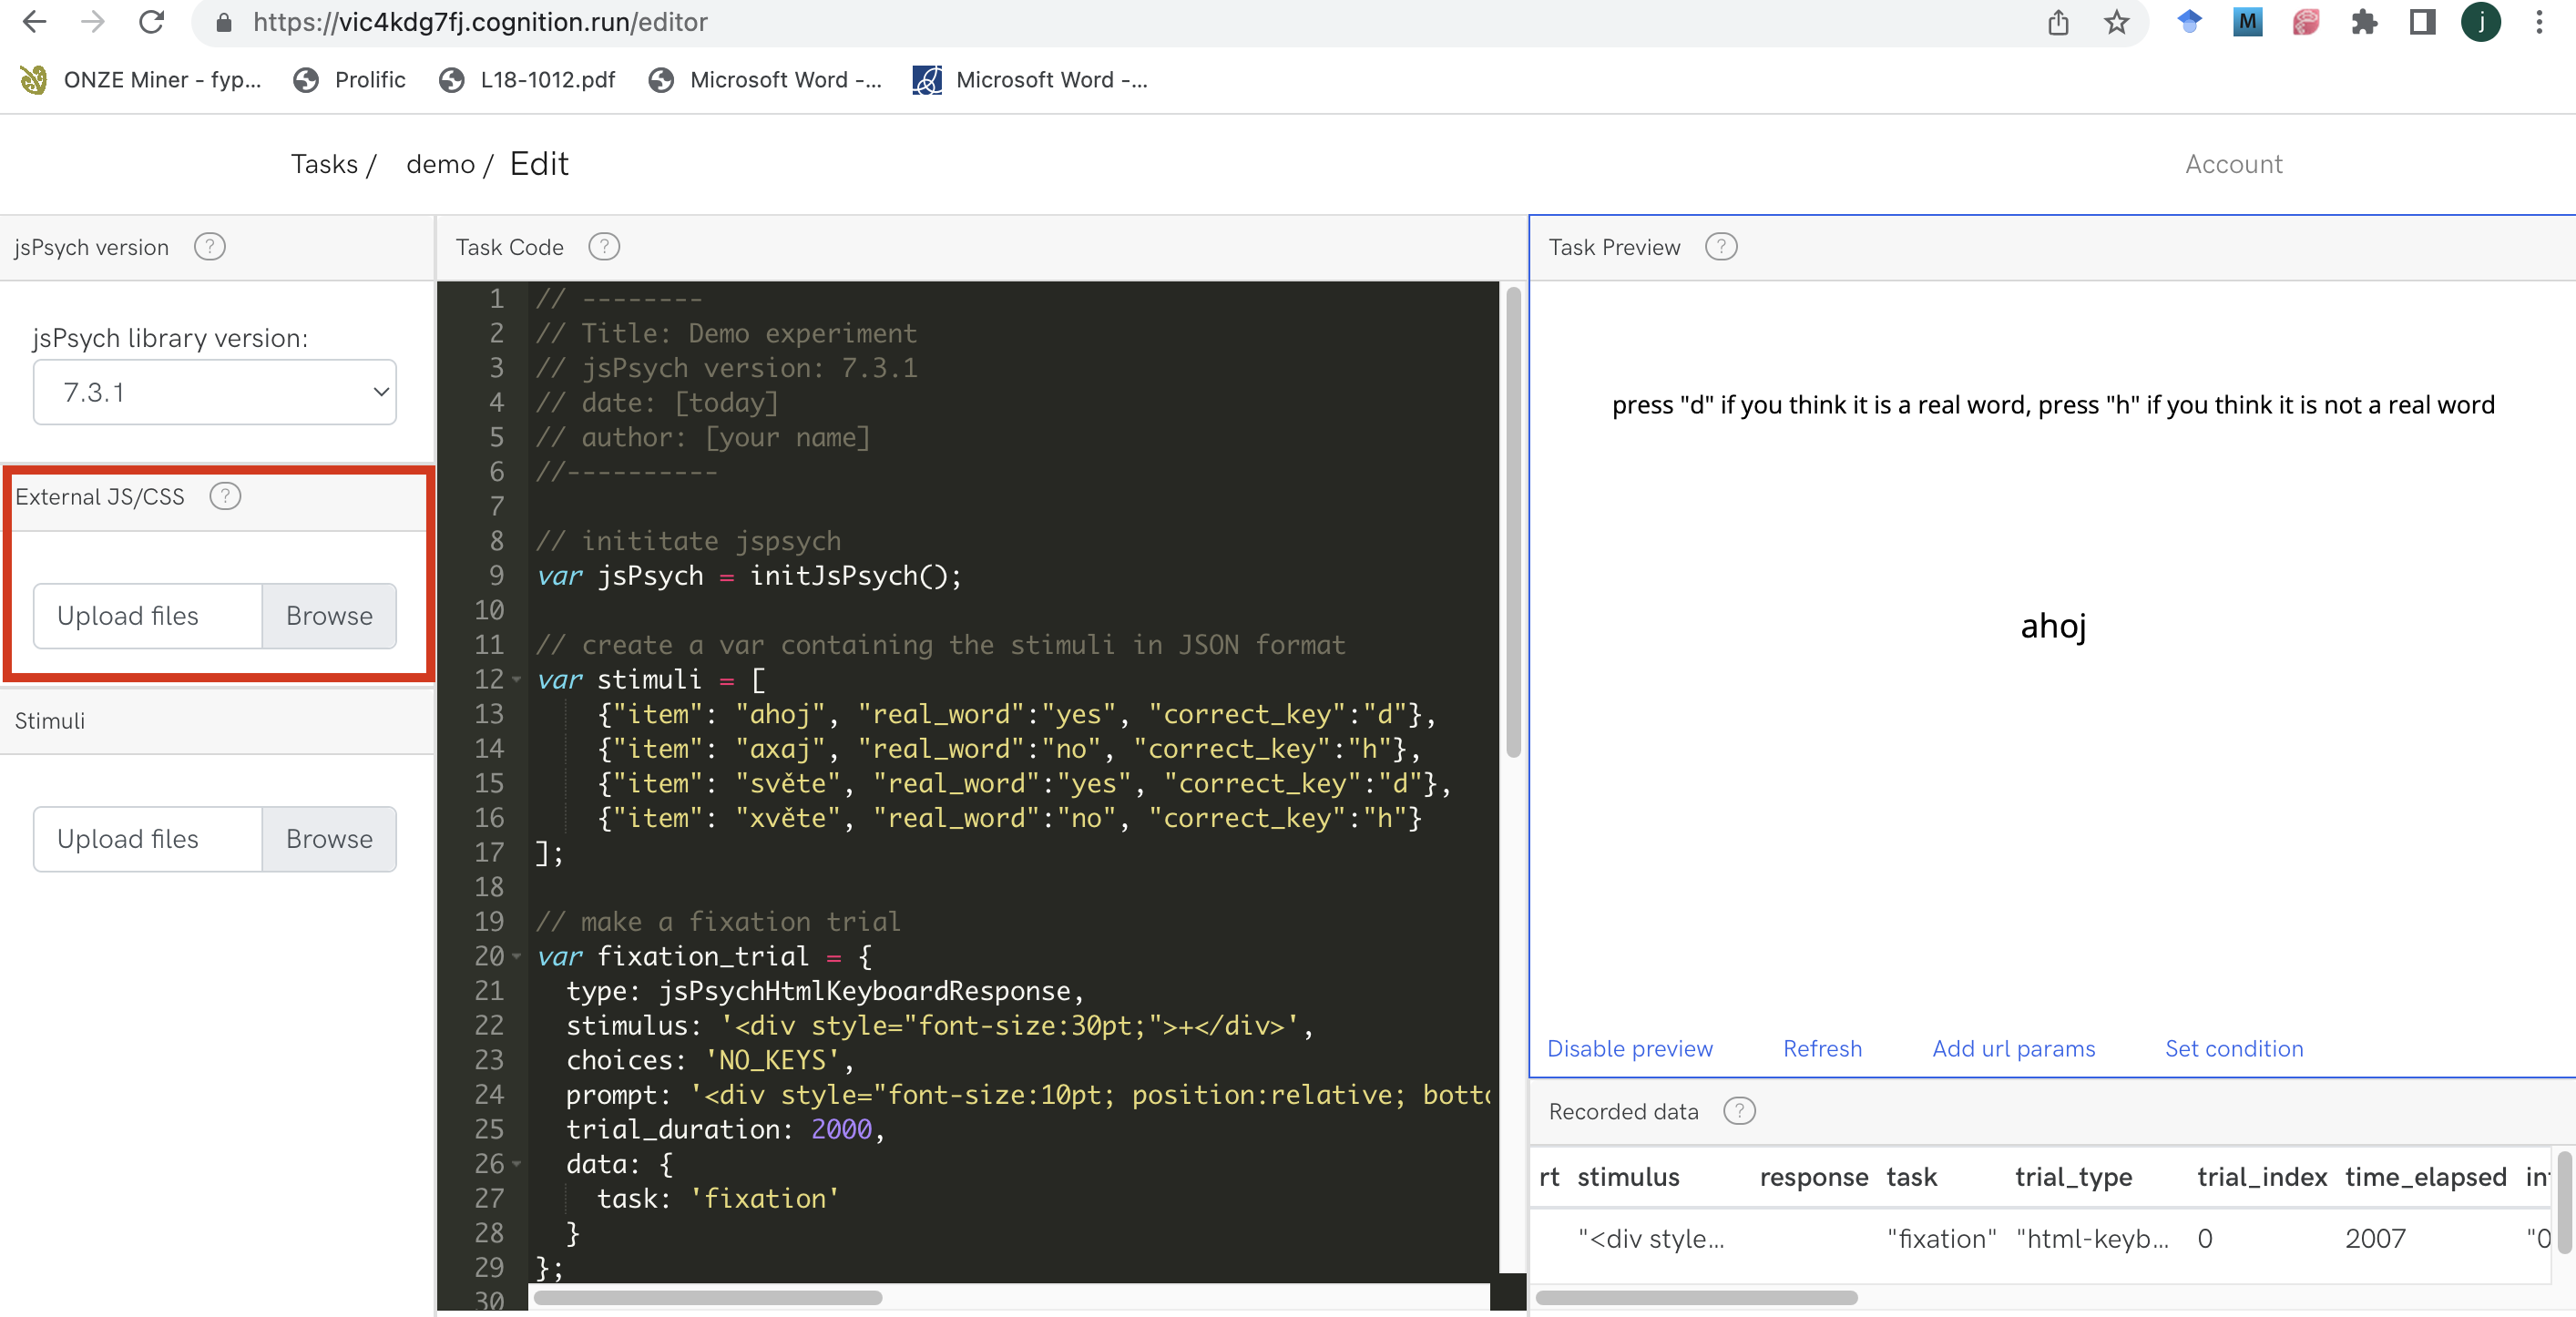 https://vic4kdg7fj.cognition.run/editor
M
j
ONZE Miner - fyp...
Prolific
L18-1012.pdf
Microsoft Word -...
Microsoft Word -...
Tasks / demo / Edit
Account
jsPsych version ?
jsPsych library version:
7.3.1
External JS/CSS ?
Upload files Browse
Stimuli
Upload files Browse
Task Code ?
1 // --------
2 // Title: Demo experiment
3 // jsPsych version: 7.3.1
4 // date: [today]
5 // author: [your name]
6 //----------
7
8 // inititate jspsych
9 var jsPsych = initJsPsych();
10
11 // create a var containing the stimuli in JSON format
12 var stimuli = [
13 {"item": "ahoj", "real_word":"yes", "correct_key":"d"},
14 {"item": "axaj", "real_word":"no", "correct_key":"h"},
15 {"item": "světe", "real_word":"yes", "correct_key":"d"},
16 {"item": "xvěte", "real_word":"no", "correct_key":"h"}
17 ];
18
19 // make a fixation trial
20 var fixation_trial = {
21 type: jsPsychHtmlKeyboardResponse,
22 stimulus: '<div style="font-size:30pt;">+</div>',
23 choices: 'NO_KEYS',
24 prompt: '<div style="font-size:10pt; position:relative; botto
25 trial_duration: 2000,
26 data: {
27 task: 'fixation'
28 }
29 };
30
Task Preview ?
press "d" if you think it is a real word, press "h" if you think it is not a real word
ahoj
Disable preview Refresh Add url params Set condition
Recorded data ?
rt stimulus response task trial_type trial_index time_elapsed int
"<div style... "fixation" "html-keyb... 0 2007 "0